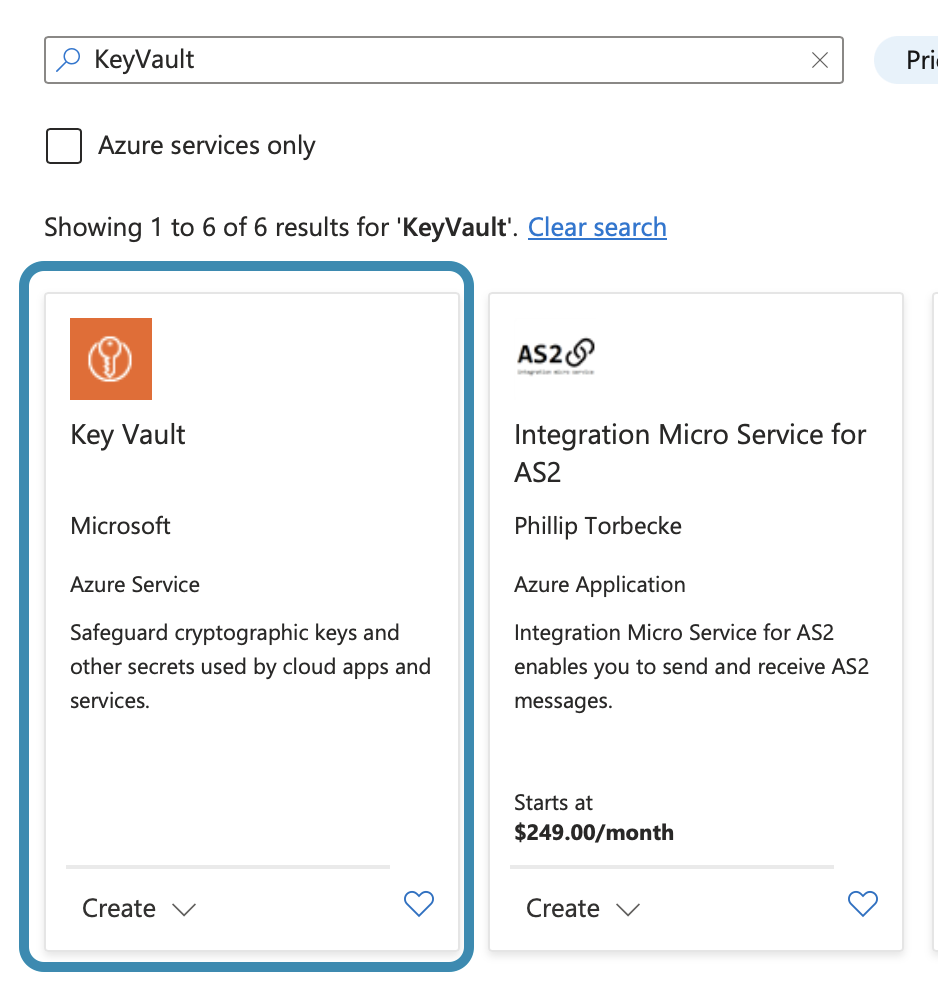 KeyVault
Pri
Azure services only
Showing 1 to 6 of 6 results for 'KeyVault'. Clear search
Key Vault
Microsoft
Azure Service
Safeguard cryptographic keys and
other secrets used by cloud apps and
services.
Create
AS2
integration micro service
Integration Micro Service for
AS2
Phillip Torbecke
Azure Application
Integration Micro Service for AS2
enables you to send and receive AS2
messages.
Starts at
$249.00/month
Create